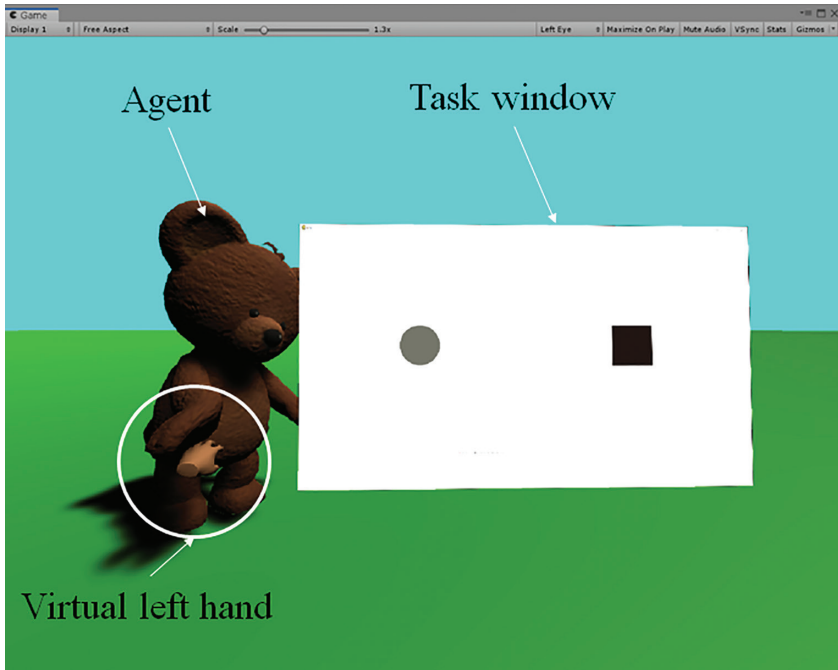 Game
Display 1 Free Aspect Scale 1.3x Left Eye Maximize On Play Mute Audio VSync Stats Gizmos
Agent Task window
Virtual left hand